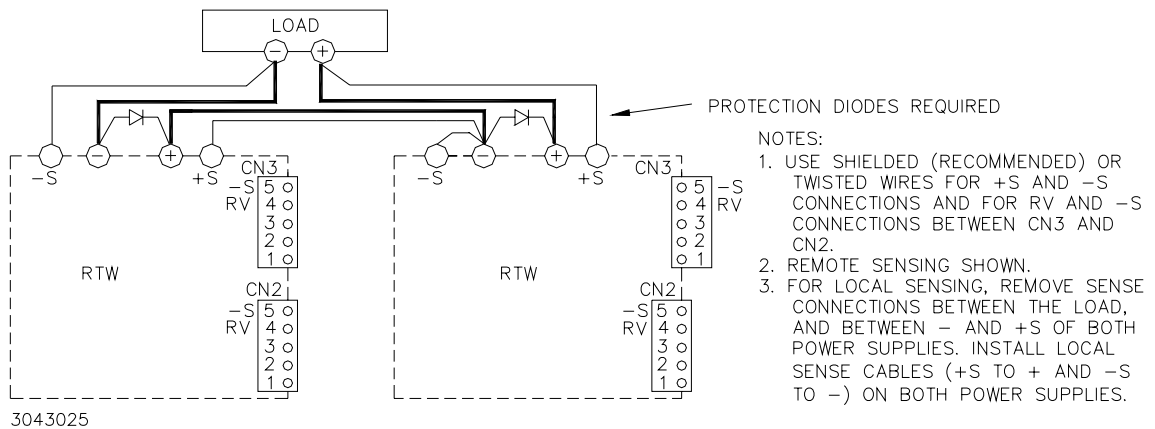 LOAD
− +
PROTECTION DIODES REQUIRED
− + − +
−S +S −S +S
CN3
−S 5
RV 4
3
2
1
RTW
CN2
−S 5
RV 4
3
2
1
CN3
5 −S
4 RV
3
2
1
RTW
CN2
−S 5
RV 4
3
2
1
NOTES:
1. USE SHIELDED (RECOMMENDED) OR
TWISTED WIRES FOR +S AND −S
CONNECTIONS AND FOR RV AND −S
CONNECTIONS BETWEEN CN3 AND
CN2.
2. REMOTE SENSING SHOWN.
3. FOR LOCAL SENSING, REMOVE SENSE
CONNECTIONS BETWEEN THE LOAD,
AND BETWEEN − AND +S OF BOTH
POWER SUPPLIES. INSTALL LOCAL
SENSE CABLES (+S TO + AND −S
TO −) ON BOTH POWER SUPPLIES.
3043025